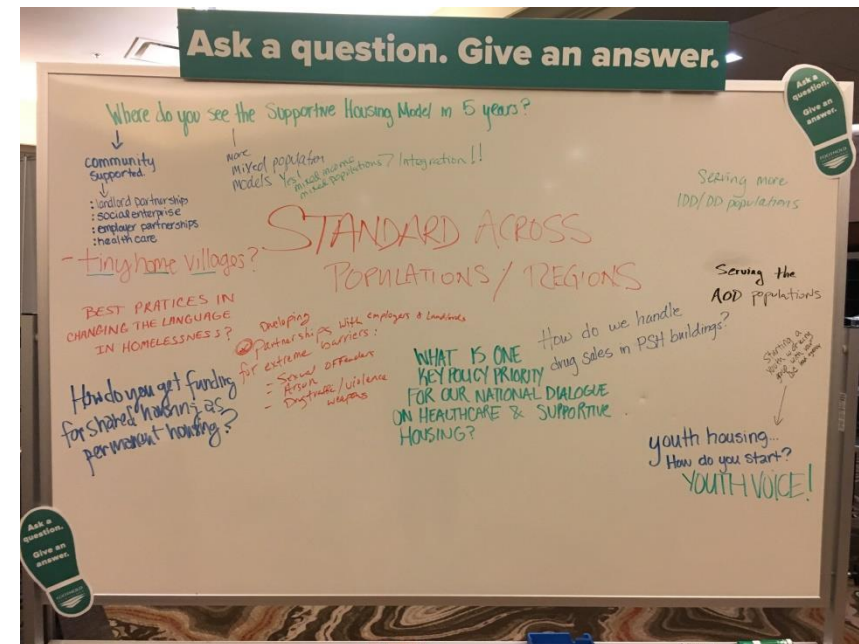 Ask a question. Give an answer.
Ask a
question.
Give an
answer.
Where do you see the Supportive Housing Model in 5 years?
community
supported
: landlord partnerships
: social enterprise
: employer partnerships
: health care
more
mixed population
models Yes!
mixed income
mixed populations? Integration!!
Serving more
IDD/DD populations
- tiny home villages?
STANDARD ACROSS
POPULATIONS / REGIONS
Serving the
AOD populations
BEST PRATICES IN
CHANGING THE LANGUAGE
IN HOMELESSNESS?
Dveloping
partnerships with employers & landlords
for extreme barriers:
- Sexual offenders
- Arson
- Drug traffic/violence
weapons
How do we handle
drug sales in PSH buildings?
WHAT IS ONE
KEY POLICY PRIORITY
FOR OUR NATIONAL DIALOGUE
ON HEALTHCARE & SUPPORTIVE
HOUSING?
How do you get funding
for shared housing as
permanent housing?
Starting a
youth
with your
youth housing...
How do you start?
YOUTH VOICE!
Ask a
question.
Give an
answer.